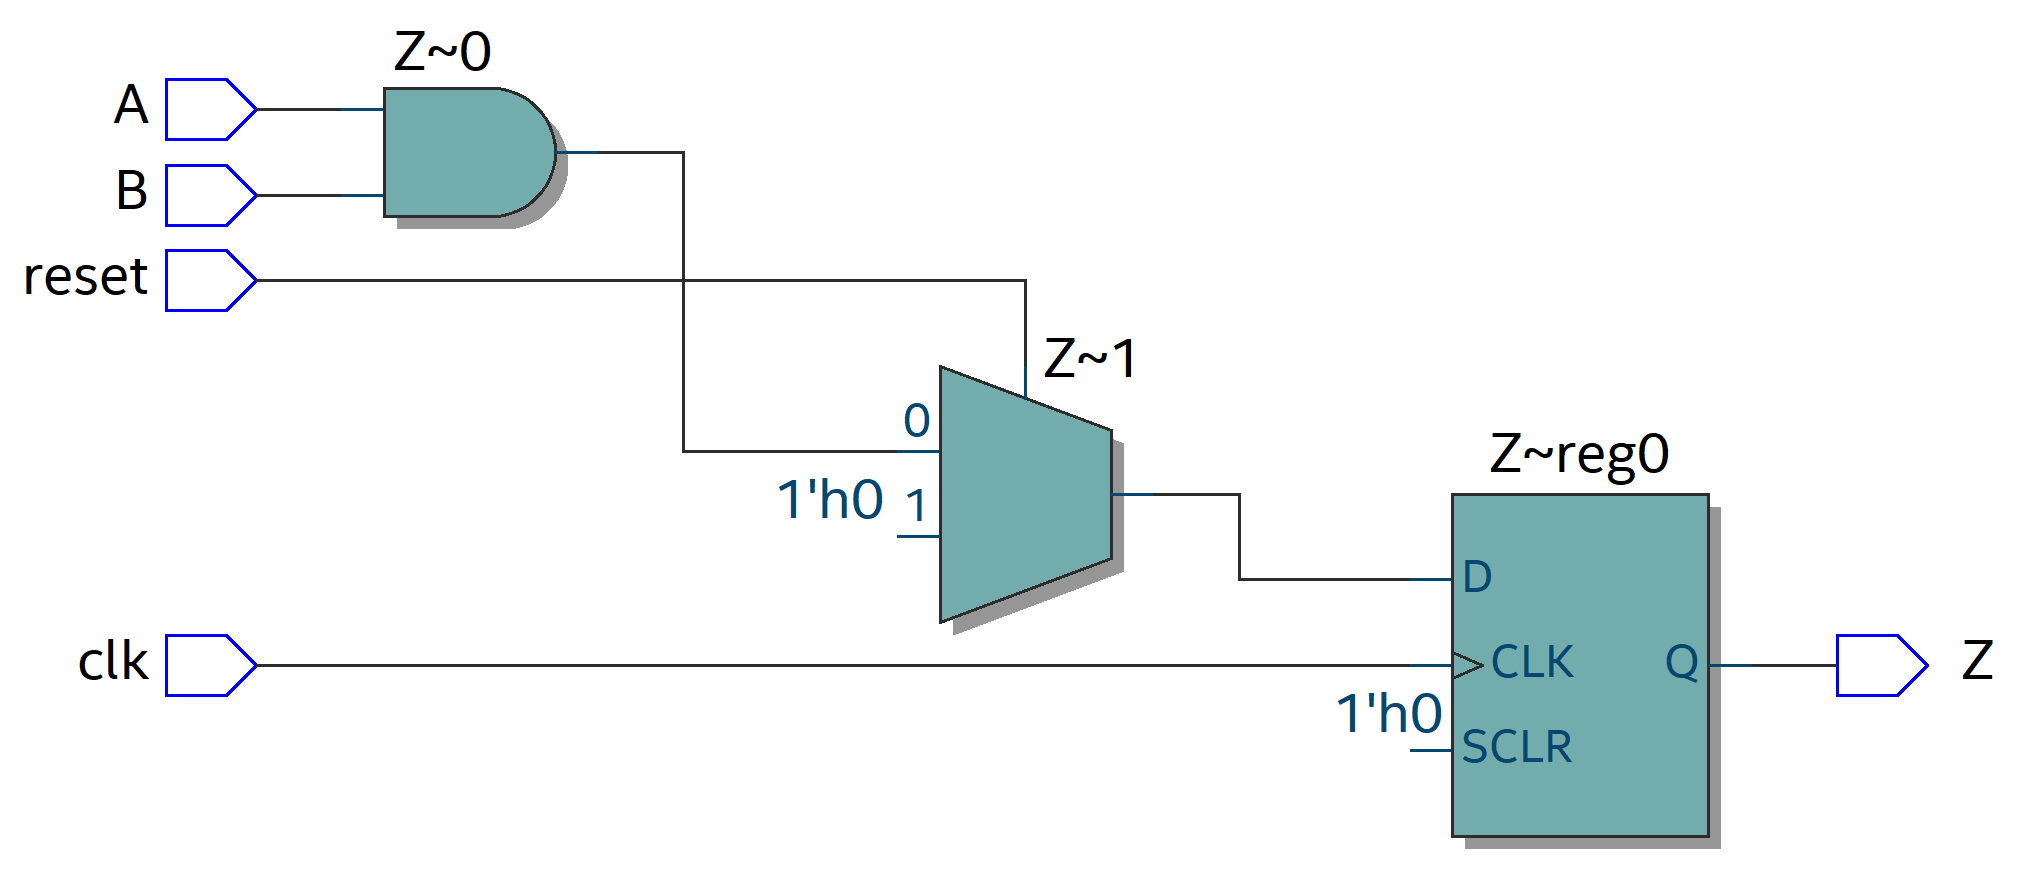 Z~0
A
B
reset
Z~1
0
1'h0 1
Z~reg0
D
clk
CLK
Q
Z
1'h0
SCLR